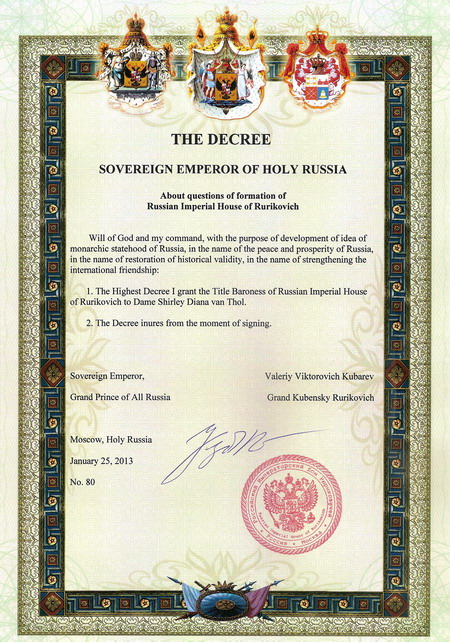 THE DECREE
SOVEREIGN EMPEROR OF HOLY RUSSIA
About questions of formation of
Russian Imperial House of Rurikovich
Will of God and my command, with the purpose of development of idea of
monarchic statehood of Russia, in the name of the peace and prosperity of Russia,
in the name of restoration of historical validity, in the name of strengthening the
international friendship:
1. The Highest Decree I grant the Title Baroness of Russian Imperial House
of Rurikovich to Dame Shirley Diana van Thol.
2. The Decree inures from the moment of signing.
Sovereign Emperor,
Valeriy Viktorovich Kubarev
Grand Prince of All Russia
Grand Kubensky Rurikovich
Moscow, Holy Russia
January 25, 2013
No. 80